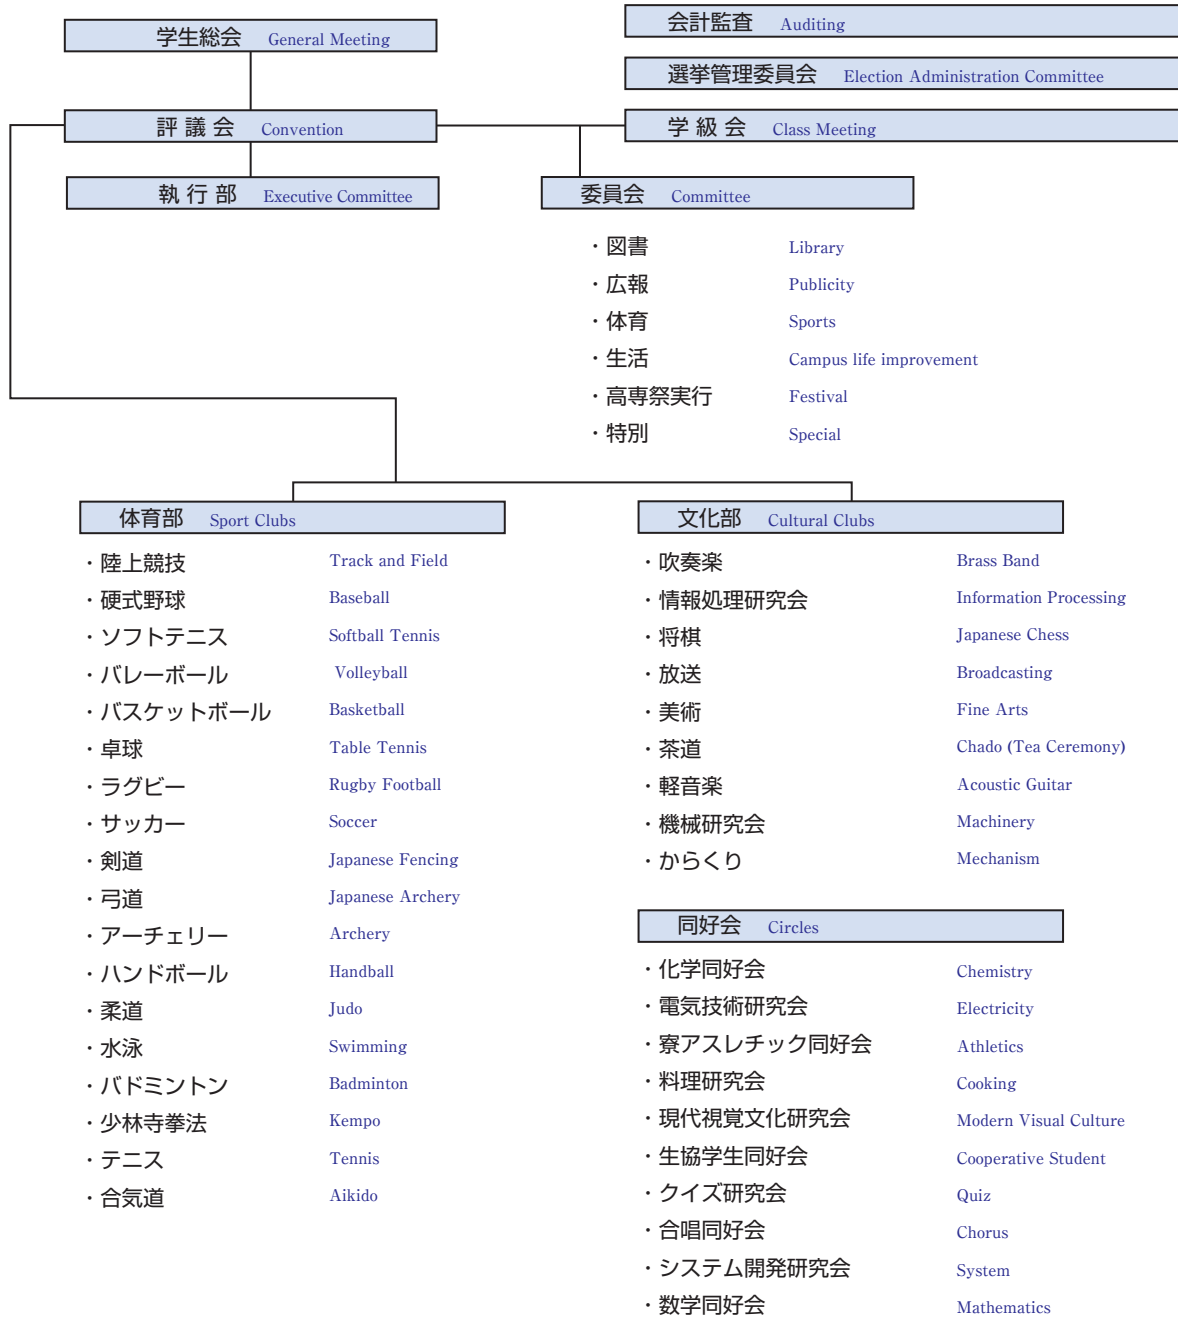 学生総会 General Meeting
会計監査 Auditing
選挙管理委員会 Election Administration Committee
評 議 会 Convention
学 級 会 Class Meeting
執 行 部 Executive Committee
委員会 Committee
・図書 Library
・広報 Publicity
・体育 Sports
・生活 Campus life improvement
・高専祭実行 Festival
・特別 Special
体育部 Sport Clubs
・陸上競技 Track and Field
・硬式野球 Baseball
・ソフトテニス Softball Tennis
・バレーボール Volleyball
・バスケットボール Basketball
・卓球 Table Tennis
・ラグビー Rugby Football
・サッカー Soccer
・剣道 Japanese Fencing
・弓道 Japanese Archery
・アーチェリー Archery
・ハンドボール Handball
・柔道 Judo
・水泳 Swimming
・バドミントン Badminton
・少林寺拳法 Kempo
・テニス Tennis
・合気道 Aikido
文化部 Cultural Clubs
・吹奏楽 Brass Band
・情報処理研究会 Information Processing
・将棋 Japanese Chess
・放送 Broadcasting
・美術 Fine Arts
・茶道 Chado (Tea Ceremony)
・軽音楽 Acoustic Guitar
・機械研究会 Machinery
・からくり Mechanism
同好会 Circles
・化学同好会 Chemistry
・電気技術研究会 Electricity
・寮アスレチック同好会 Athletics
・料理研究会 Cooking
・現代視覚文化研究会 Modern Visual Culture
・生協学生同好会 Cooperative Student
・クイズ研究会 Quiz
・合唱同好会 Chorus
・システム開発研究会 System
・数学同好会 Mathematics